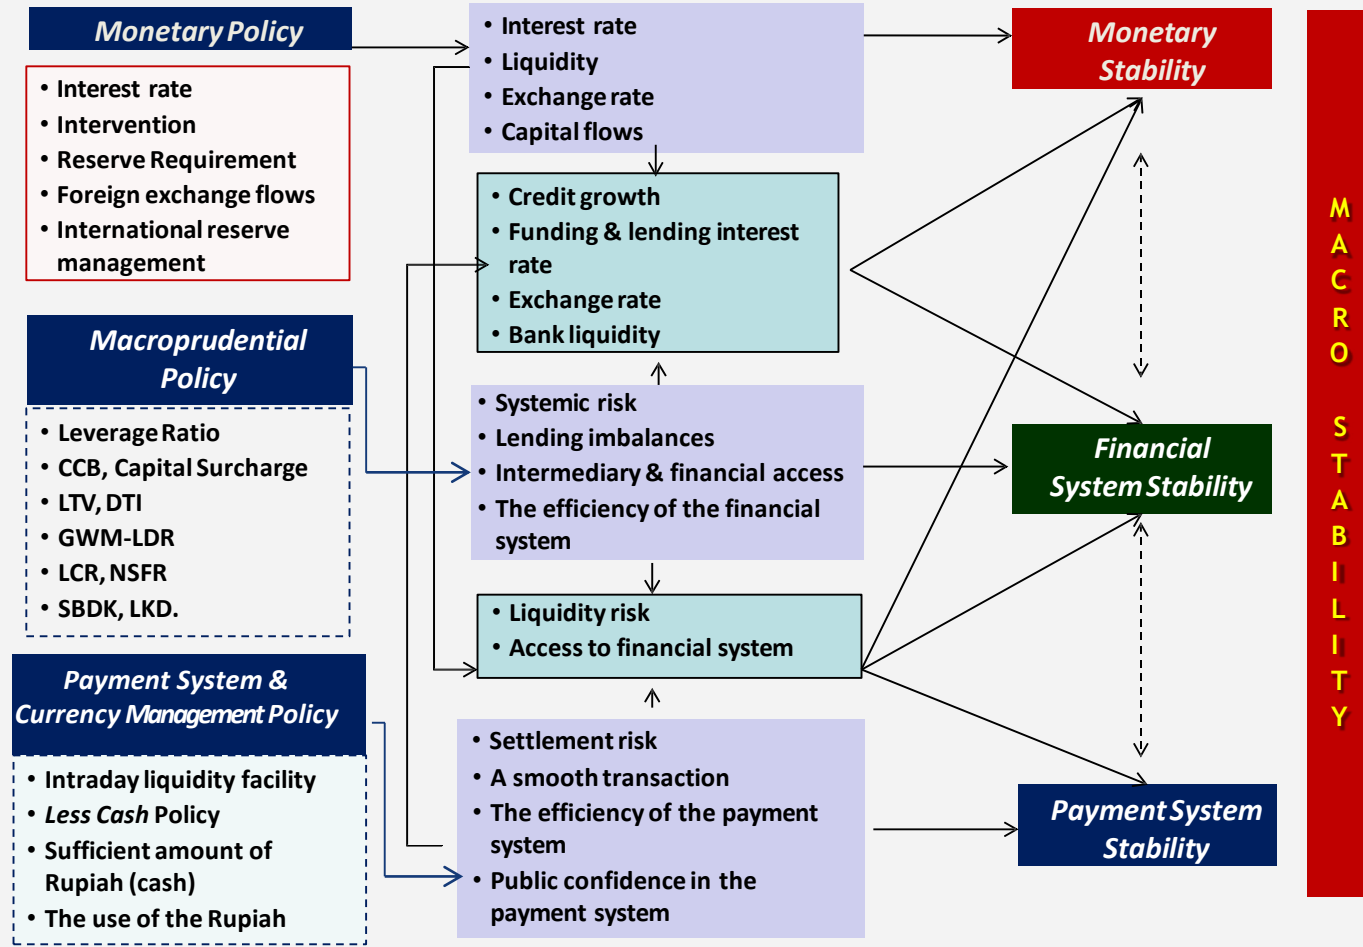 Monetary Policy
• Interest rate
• Intervention
• Reserve Requirement
• Foreign exchange flows
• International reserve
management
Macroprudential
Policy
• Leverage Ratio
• CCB, Capital Surcharge
• LTV, DTI
• GWM-LDR
• LCR, NSFR
• SBDK, LKD.
Payment System &
Currency Management Policy
• Intraday liquidity facility
• Less Cash Policy
• Sufficient amount of
Rupiah (cash)
• The use of the Rupiah
• Interest rate
• Liquidity
• Exchange rate
• Capital flows
• Credit growth
• Funding & lending interest
rate
• Exchange rate
• Bank liquidity
• Systemic risk
• Lending imbalances
• Intermediary & financial access
• The efficiency of the financial
system
• Liquidity risk
• Access to financial system
• Settlement risk
• A smooth transaction
• The efficiency of the payment
system
• Public confidence in the
payment system
Monetary
Stability
Financial
System Stability
Payment System
Stability
MACRO STABILITY